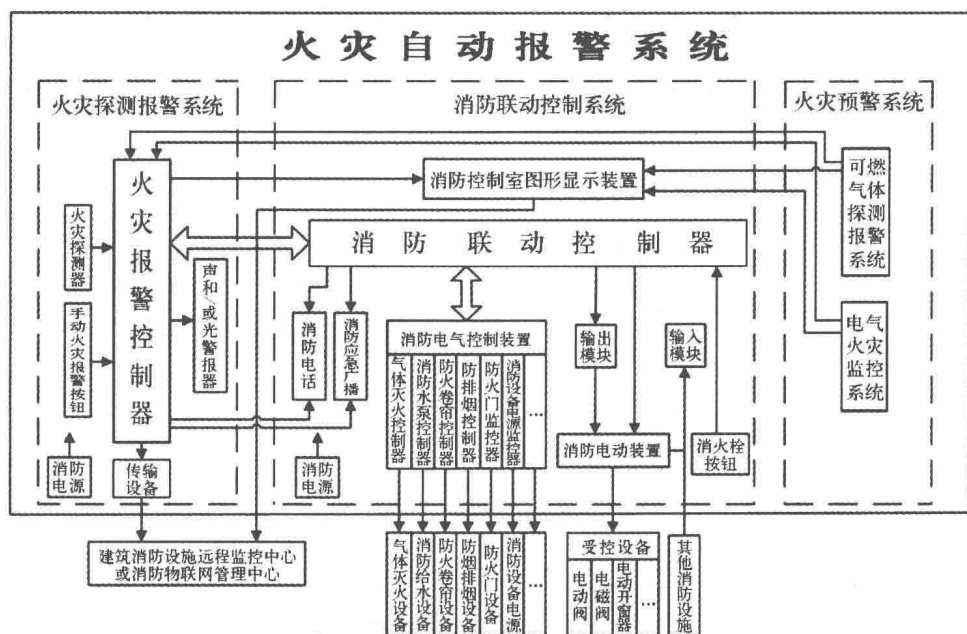 火灾自动报警系统
火灾探测报警系统
消防联动控制系统
火灾预警系统
火灾报警控制器
火灾探测器
手动火灾报警按钮
声和/或光警报器
消防电源
传输设备
消防控制室图形显示装置
消防联动控制器
消防电话
消防应急广播
消防电源
消防电气控制装置
气体灭火控制器
消防水泵控制器
防火卷帘控制器
防排烟控制器
防火门监控器
消防设备电源监控器
…
输出
模块
输入
模块
消防电动装置
消火栓
按钮
可燃
气体
探测
报警
系统
电气
火灾
监控
系统
建筑消防设施远程监控中心
或消防物联网管理中心
气体灭火设备
消防给水设备
防火卷帘设备
防烟排烟设备
防火门设备
消防设备电源
…
受控设备
电动阀
电磁阀
电动开窗器
…
其他消防设施